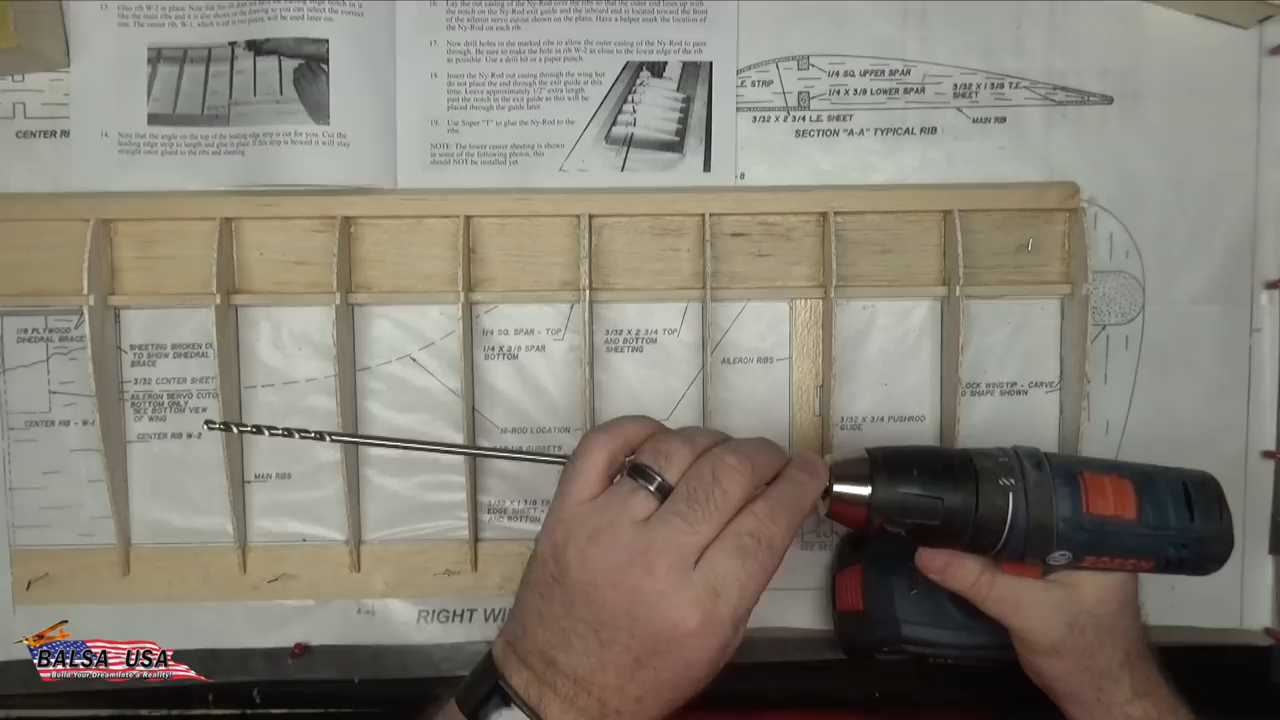 15. Glue rib W-2 in place. Note that this rib does not have the leading edge notch in it
like the main ribs and it is also shown on the drawing so you can select the correct
one. The center rib, W-1, which is cut in two pieces, will be used later on.
14. Note that the angle on the top of the leading edge strip is cut for you. Cut the
leading edge strip to length and glue in place. If this strip is bowed it will stay
straight once glued to the ribs and sheeting
16. Lay the out casing of the Ny-Rod over the ribs so that the outer end lines up with
the notch on the Ny-Rod exit guide and the inboard end is located toward the front
of the aileron servo cutout shown on the plane. Have a helper mark the location of
the Ny-Rod on each rib.
17. Now drill holes in the marked ribs to allow the outer casing of the Ny-Rod to pass
through. Be sure to make the hole in rib W-2 as close to the lower edge of the rib
as possible. Use a drill bit or a paper punch.
18. Insert the Ny-Rod out casing through the wing but
do not place the end through the exit guide at this
time. Leave approximately 1/2" extra length
past the notch in the exit guide as this will be
placed through the guide later.
19. Use Super "T" to glue the Ny-Rod to the
ribs.
NOTE: The lower center sheeting is shown
in some of the following photos, this
should NOT be installed yet.
CENTER RI
E. STRIP
1/4 SQ. UPPER SPAR
1/4 X 3/8 LOWER SPAR
3/32 X 1 3/8 T.E.
SHEET
3/32 X 2 3/4 L.E. SHEET
MAIN RIB
SECTION "A-A" TYPICAL RIB
1/8 PLYWOOD
DIHEDRAL BRACE
SHEETING BROKEN
TO SHOW DIHEDRAL
BRACE
3/32 CENTER SHEET
AILERON SERVO CUTO
BOTTOM ONLY
SEE BOTTOM VIEW
OF WING
CENTER RIB - W-1
CENTER RIB W-2
MAIN RIBS
1/4 SQ. SPAR - TOP
1/4 X 3/8 SPAR
BOTTOM
3/32 X 2 3/4 TOP
AND BOTTOM
SHEETING
AILERON RIBS
NI-ROD LOCATION
GUSSETS
3/32 X 1 3/8 TR
EDGE SHEET -
AND BOTTOM
3/32 X 3/4 PUSHROD
GUIDE
OCK WINGTIP - CARVE
O SHAPE SHOWN
SEE SEC
RIGHT WI
BOSCH
BALSA USA
Build Your Dream Into a Reality!